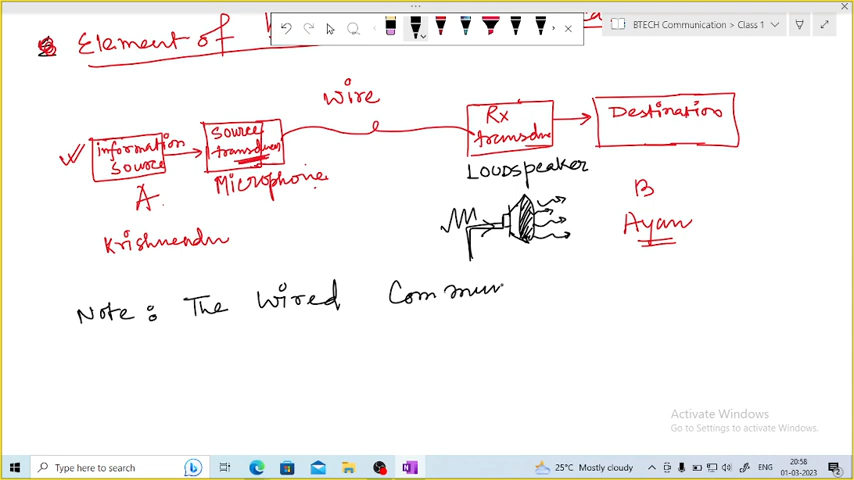 BTECH Communication > Class 1
Element of
Wire
Information Source
Source transducer
Rx transdu
Destination
Microphone
Loudspeaker
A
B
Krishnendu
Ayan
Note: The Wired Commun
Activate Windows
Go to Settings to activate Windows.
Type here to search
25°C Mostly cloudy
ENG
20:58
01-03-2023
2